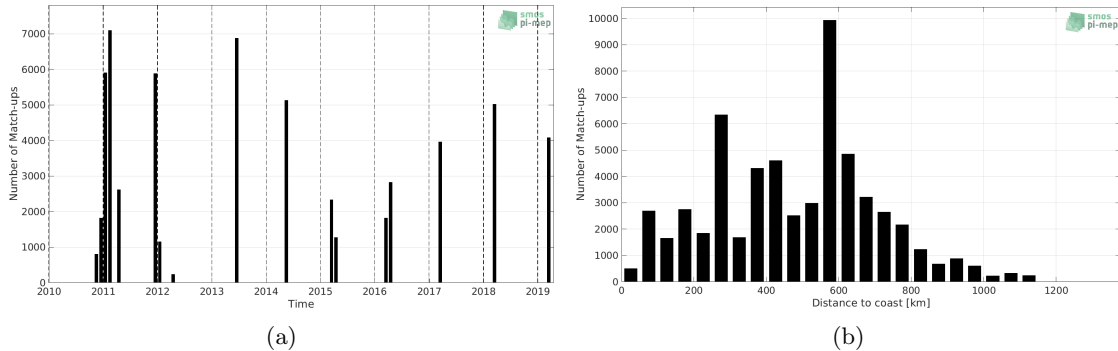 smos
pi-mep
7000
6000
5000
4000
3000
2000
1000
0
Number of Match-ups
2010 2011 2012 2013 2014 2015 2016 2017 2018 2019
Time
(a)
smos
pi-mep
10000
9000
8000
7000
6000
5000
4000
3000
2000
1000
0
Number of Match-ups
0 200 400 600 800 1000 1200
Distance to coast [km]
(b)